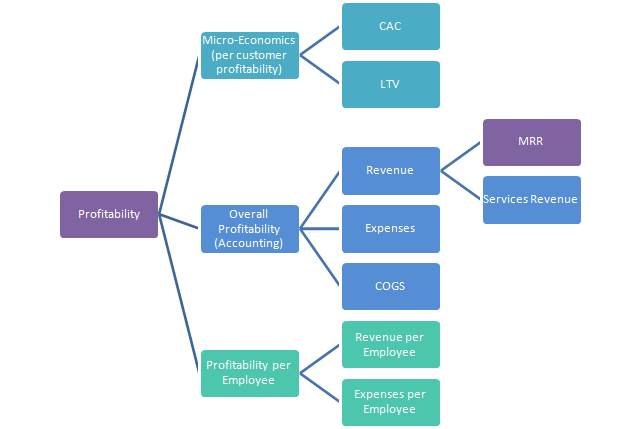 Micro-Economics
(per customer
profitability)
CAC
LTV
Profitability
Overall
Profitability
(Accounting)
Revenue
MRR
Services Revenue
Expenses
COGS
Profitability per
Employee
Revenue per
Employee
Expenses per
Employee